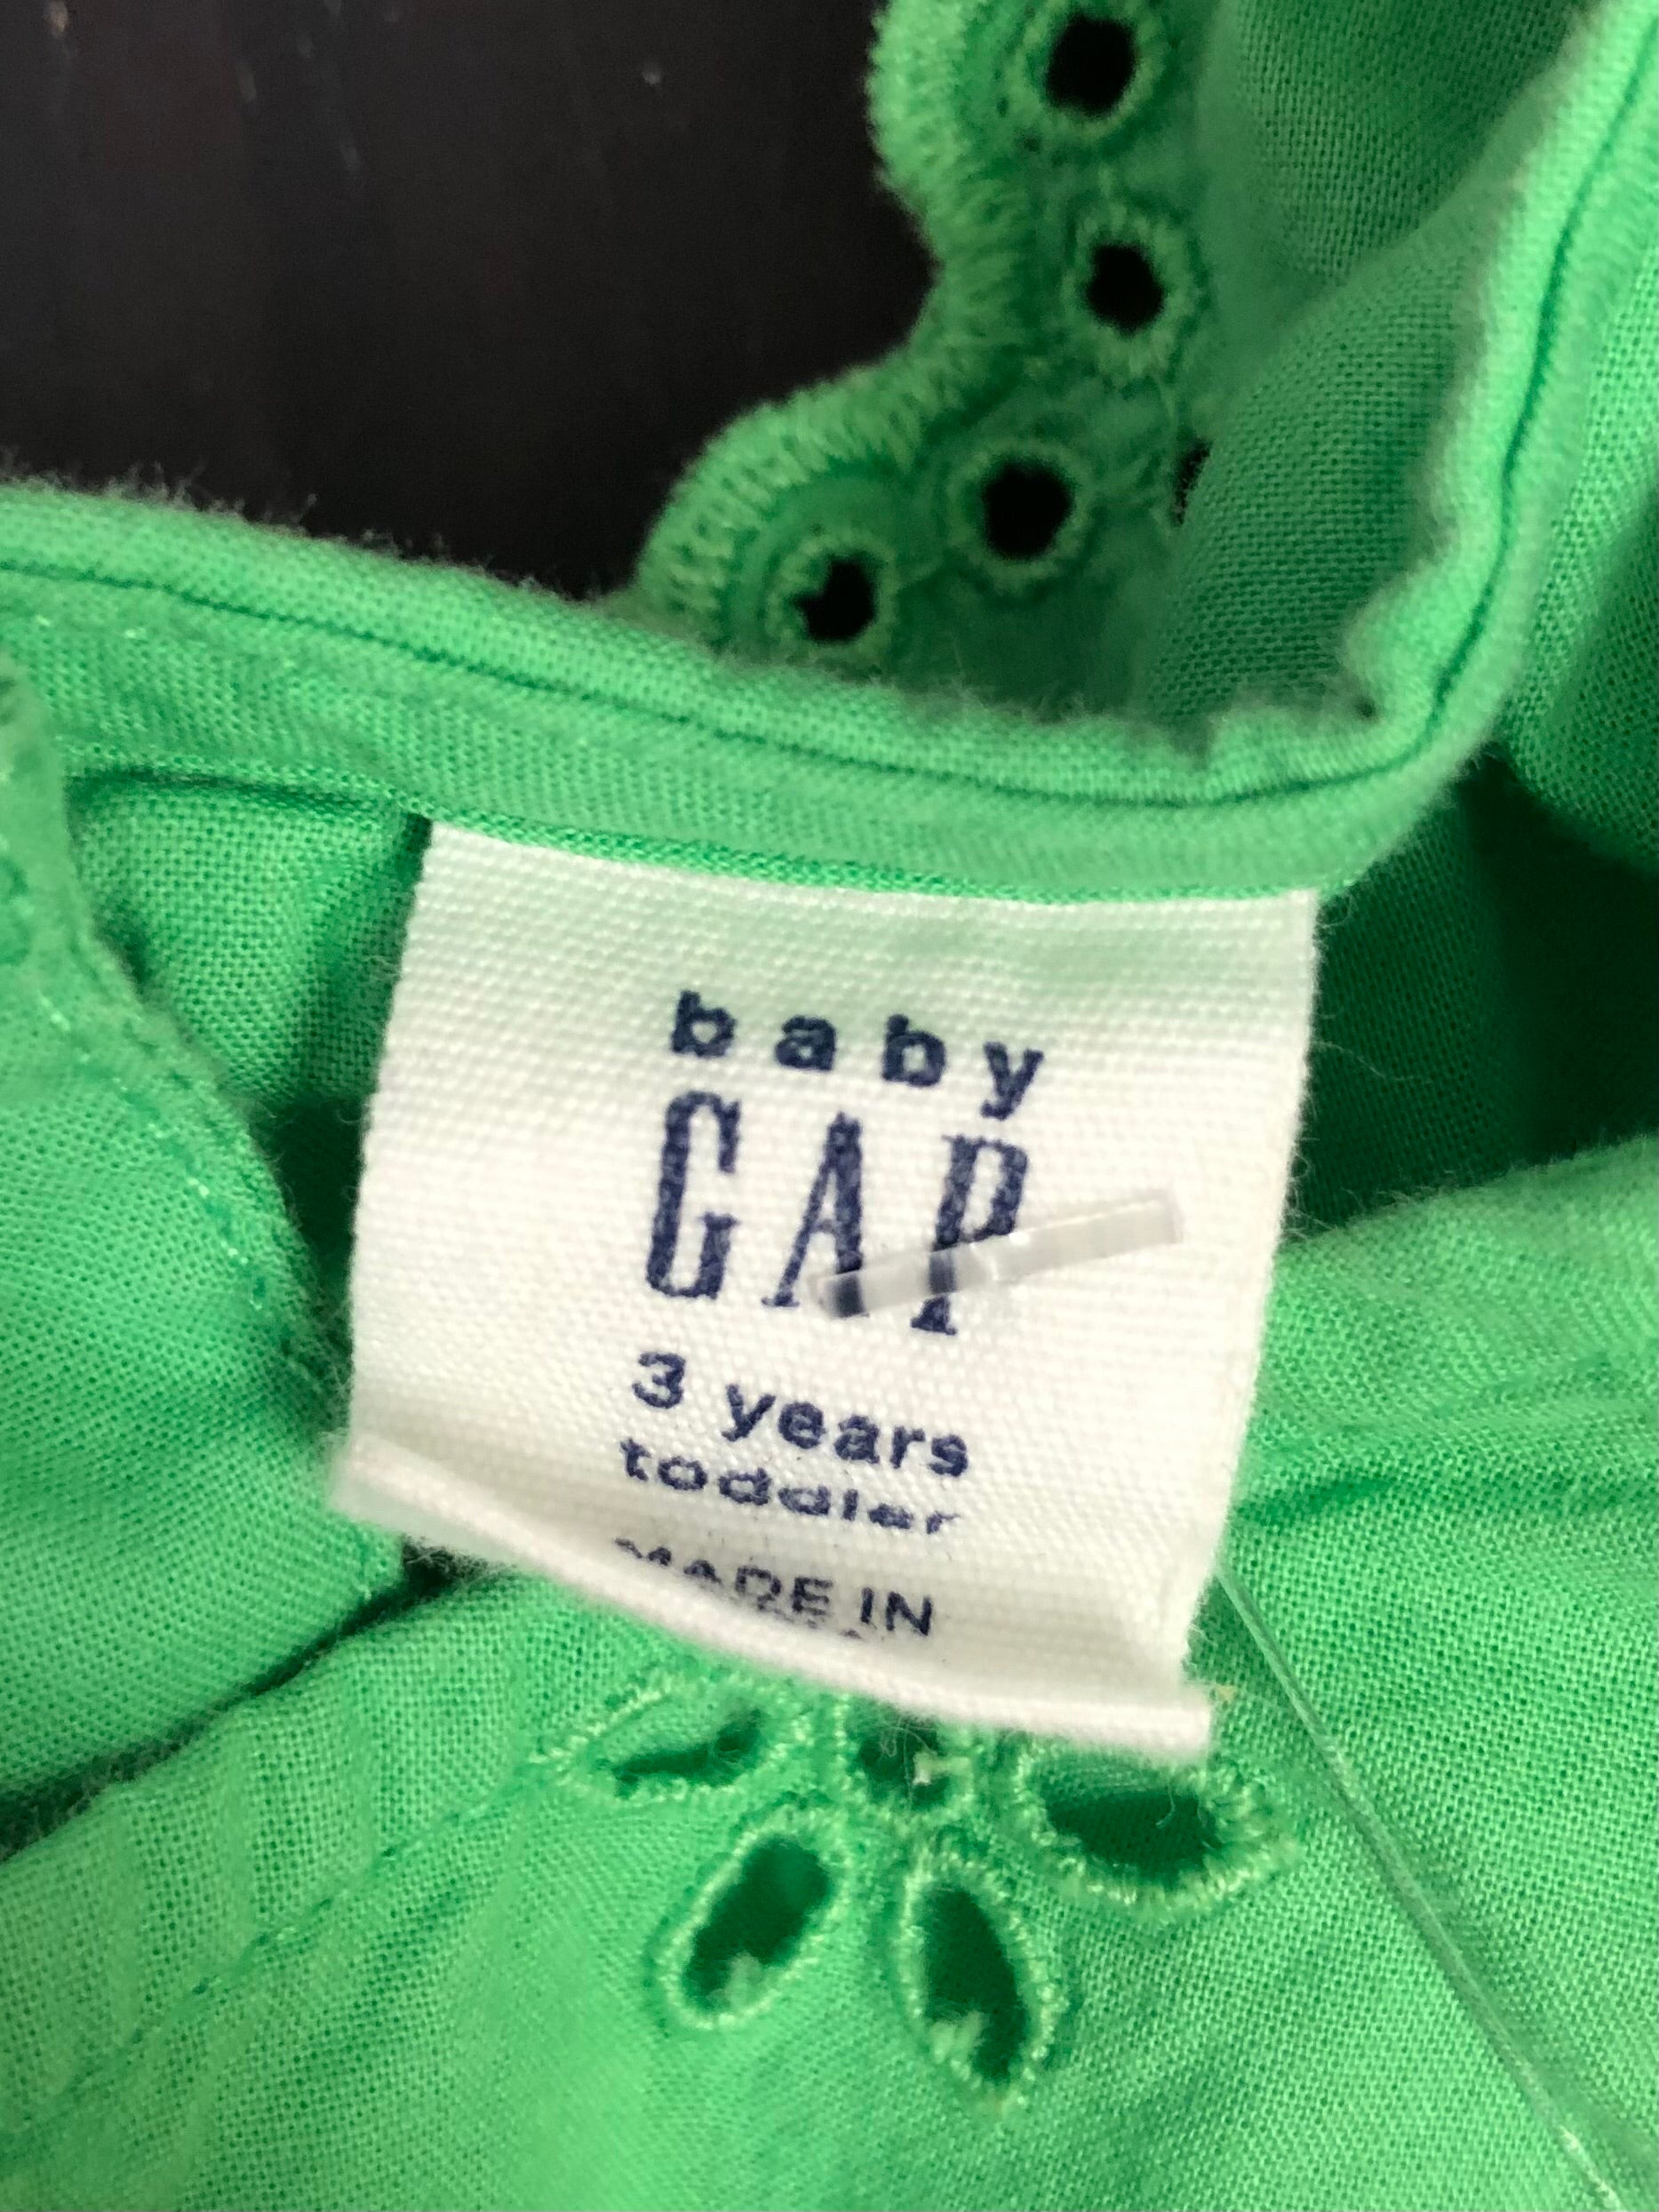 baby
GAP
3 years
toddler
MADE IN